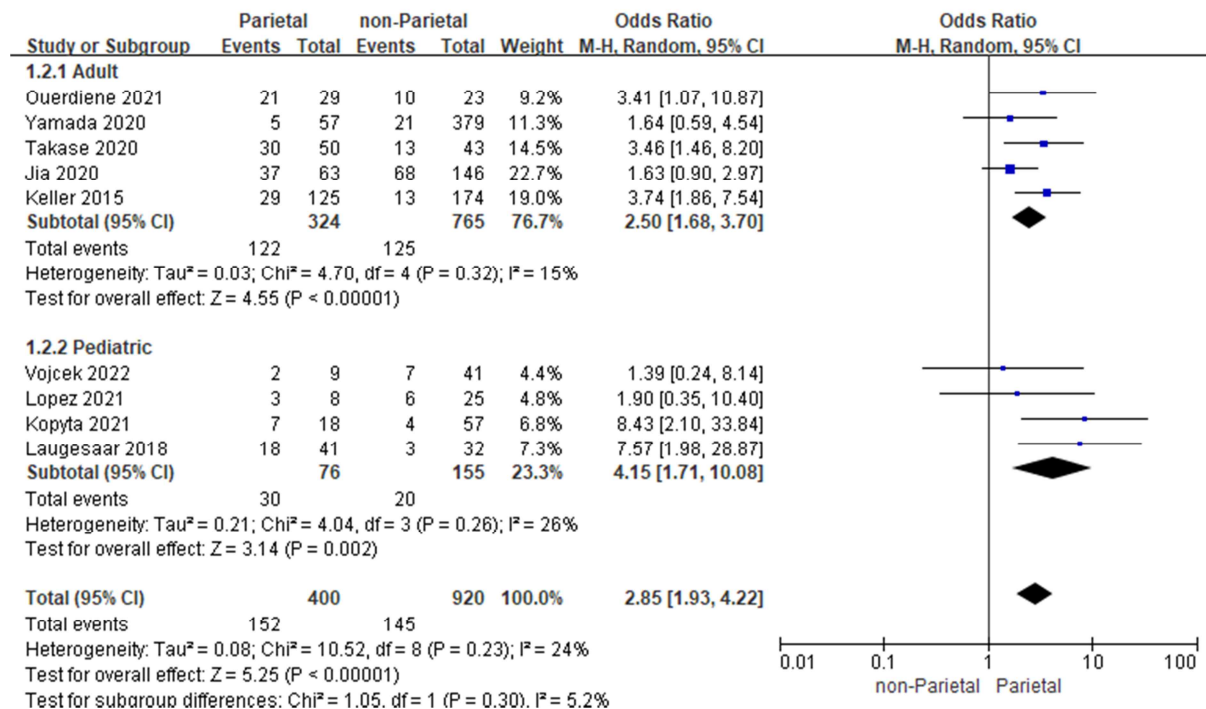 Parietal non-Parietal Odds Ratio Odds Ratio
Study or Subgroup Events Total Events Total Weight M-H, Random, 95% CI M-H, Random, 95% CI
1.2.1 Adult
Ouerdiene 2021 21 29 10 23 9.2% 3.41 [1.07, 10.87]
Yamada 2020 5 57 21 379 11.3% 1.64 [0.59, 4.54]
Takase 2020 30 50 13 43 14.5% 3.46 [1.46, 8.20]
Jia 2020 37 63 68 146 22.7% 1.63 [0.90, 2.97]
Keller 2015 29 125 13 174 19.0% 3.74 [1.86, 7.54]
Subtotal (95% CI) 324 765 76.7% 2.50 [1.68, 3.70]
Total events 122 125
Heterogeneity: Tau² = 0.03; Chi² = 4.70, df = 4 (P = 0.32); I² = 15%
Test for overall effect: Z = 4.55 (P < 0.00001)
1.2.2 Pediatric
Vojcek 2022 2 9 7 41 4.4% 1.39 [0.24, 8.14]
Lopez 2021 3 8 6 25 4.8% 1.90 [0.35, 10.40]
Kopyta 2021 7 18 4 57 6.8% 8.43 [2.10, 33.84]
Laugesaar 2018 18 41 3 32 7.3% 7.57 [1.98, 28.87]
Subtotal (95% CI) 76 155 23.3% 4.15 [1.71, 10.08]
Total events 30 20
Heterogeneity: Tau² = 0.21; Chi² = 4.04, df = 3 (P = 0.26); I² = 26%
Test for overall effect: Z = 3.14 (P = 0.002)
Total (95% CI) 400 920 100.0% 2.85 [1.93, 4.22]
Total events 152 145
Heterogeneity: Tau² = 0.08; Chi² = 10.52, df = 8 (P = 0.23); I² = 24%
Test for overall effect: Z = 5.25 (P < 0.00001)
Test for subgroup differences: Chi² = 1.05, df = 1 (P = 0.30), I² = 5.2%
0.01 0.1 1 10 100
non-Parietal Parietal